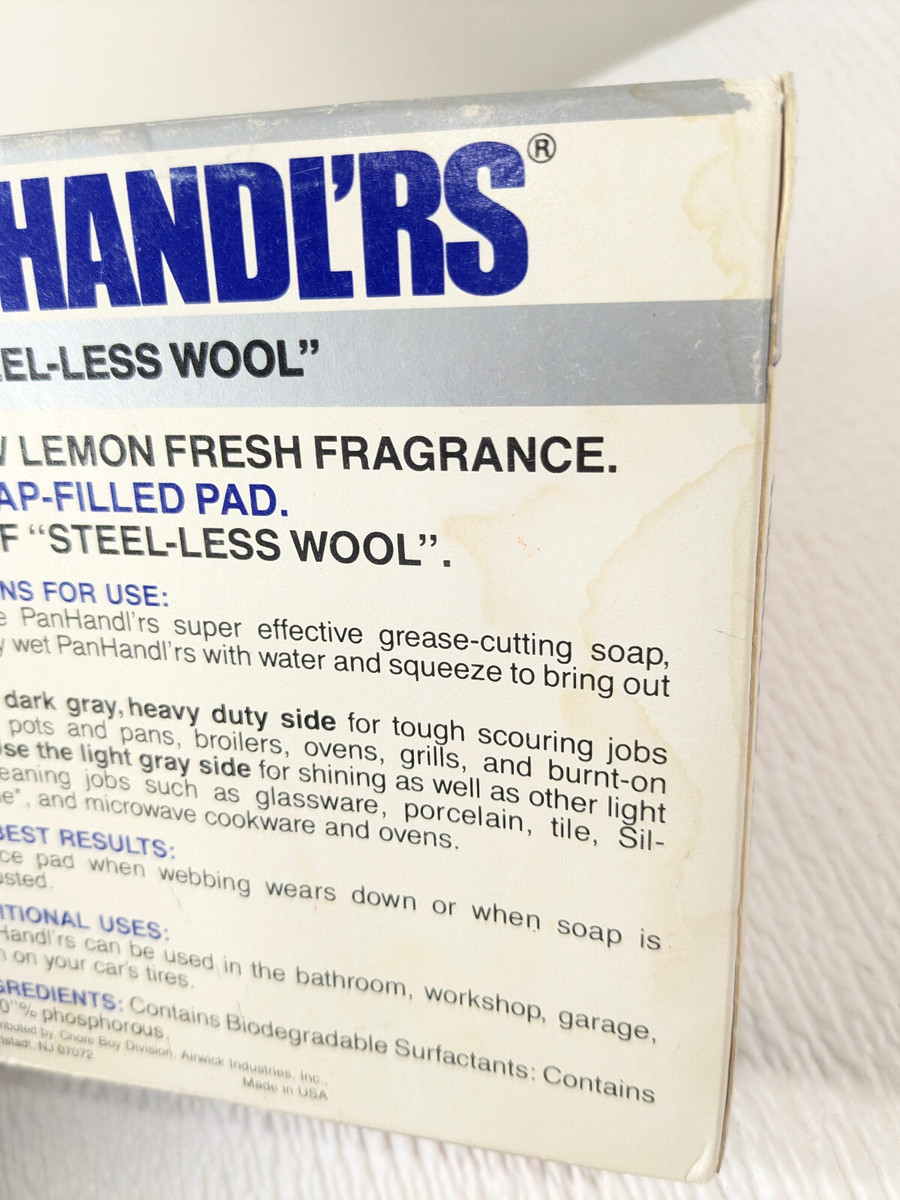 HANDL'RS®
EEL-LESS WOOL”
LEMON FRESH FRAGRANCE.
AP-FILLED PAD.
F “STEEL-LESS WOOL”.
NS FOR USE:
e PanHandl'rs super effective grease-cutting soap,
y wet PanHandl'rs with water and squeeze to bring out
dark gray, heavy duty side for tough scouring jobs
pots and pans, broilers, ovens, grills, and burnt-on
se the light gray side for shining as well as other light
eaning jobs such as glassware, porcelain, tile, Sil-
e*, and microwave cookware and ovens.
BEST RESULTS:
ce pad when webbing wears down or when soap is
usted.
ITIONAL USES:
Handl'rs can be used in the bathroom, workshop, garage,
n on your car's tires.
GREDIENTS: Contains Biodegradable Surfactants: Contains
0"% phosphorous.
ributed by Chore Boy Division, Airwick Industries, Inc.,
lstadt, NJ 07072
Made in USA